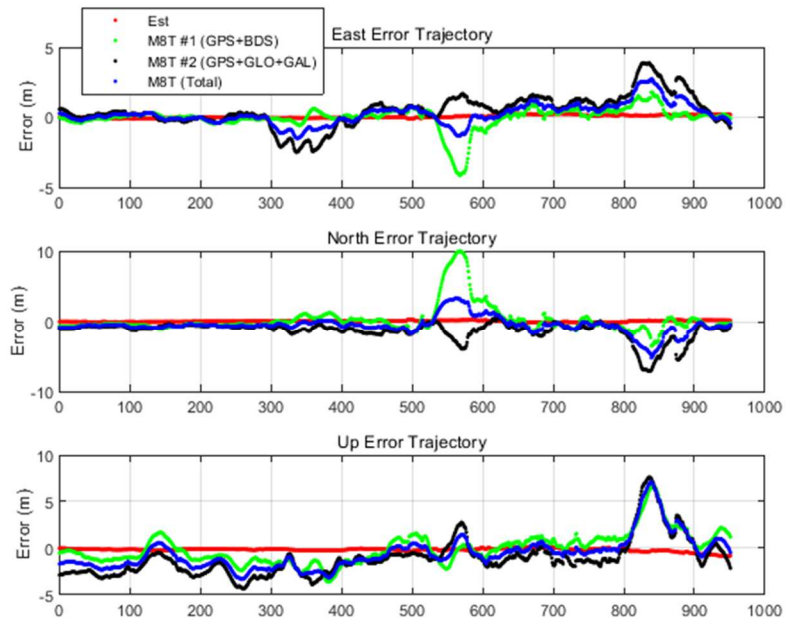 Est
M8T #1 (GPS+BDS)
M8T #2 (GPS+GLO+GAL)
M8T (Total)
East Error Trajectory
Error (m)
5
0
-5
0 100 200 300 400 500 600 700 800 900 1000
North Error Trajectory
Error (m)
10
0
-10
0 100 200 300 400 500 600 700 800 900 1000
Up Error Trajectory
Error (m)
10
5
0
-5
0 100 200 300 400 500 600 700 800 900 1000